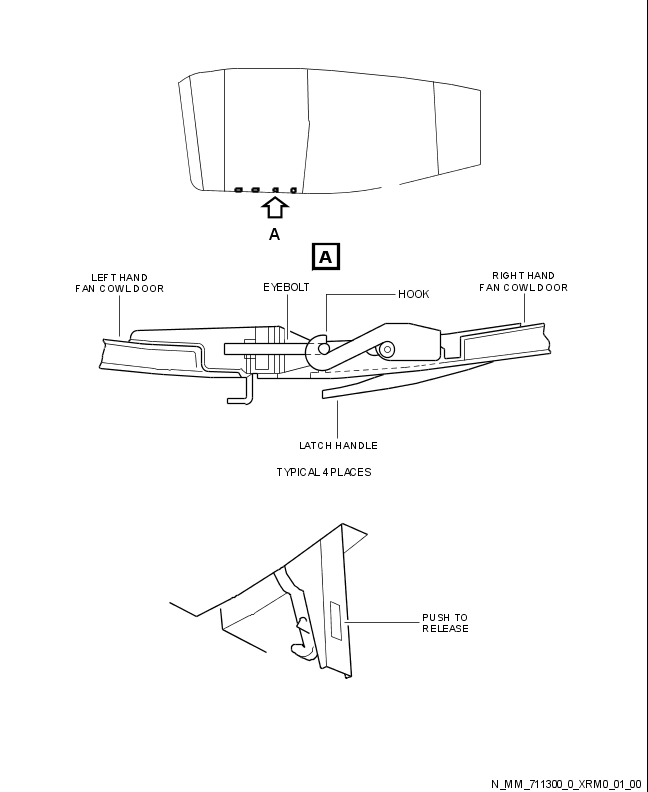 A
A
LEFT HAND
FAN COWL DOOR
EYEBOLT
HOOK
RIGHT HAND
FAN COWL DOOR
LATCH HANDLE
TYPICAL 4 PLACES
PUSH TO
RELEASE
N_MM_711300_0_XRM0_01_00